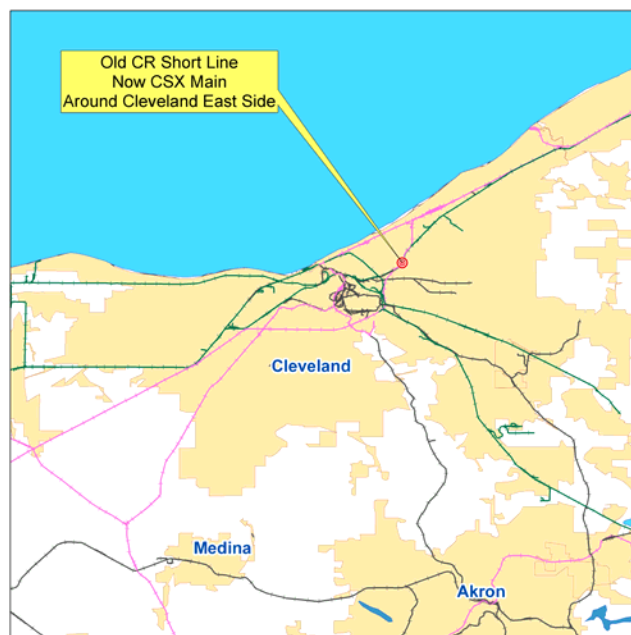 Old CR Short Line
Now CSX Main
Around Cleveland East Side
Cleveland
Medina
Akron